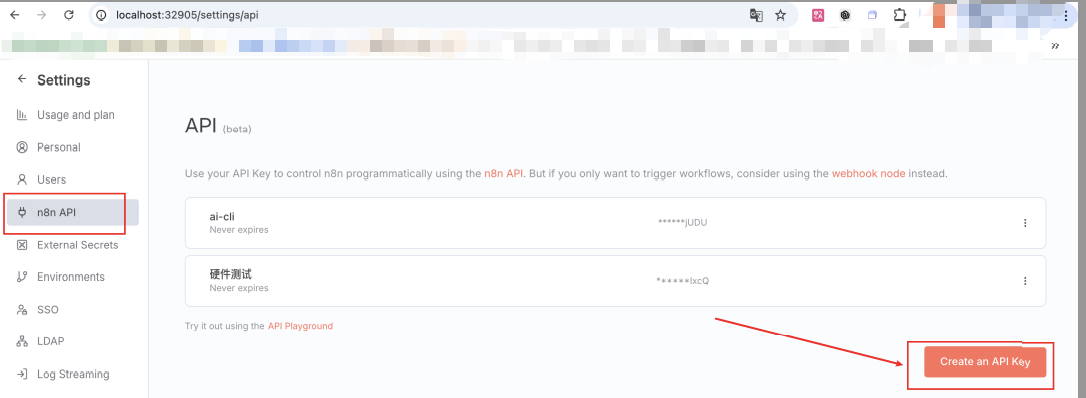 localhost:32905/settings/api
Settings
Usage and plan
Personal
Users
n8n API
External Secrets
Environments
SSO
LDAP
Log Streaming
API (beta)
Use your API Key to control n8n programmatically using the n8n API. But if you only want to trigger workflows, consider using the webhook node instead.
ai-cli
Never expires
******jUDU
硬件测试
Never expires
******IxcQ
Try it out using the API Playground
Create an API Key